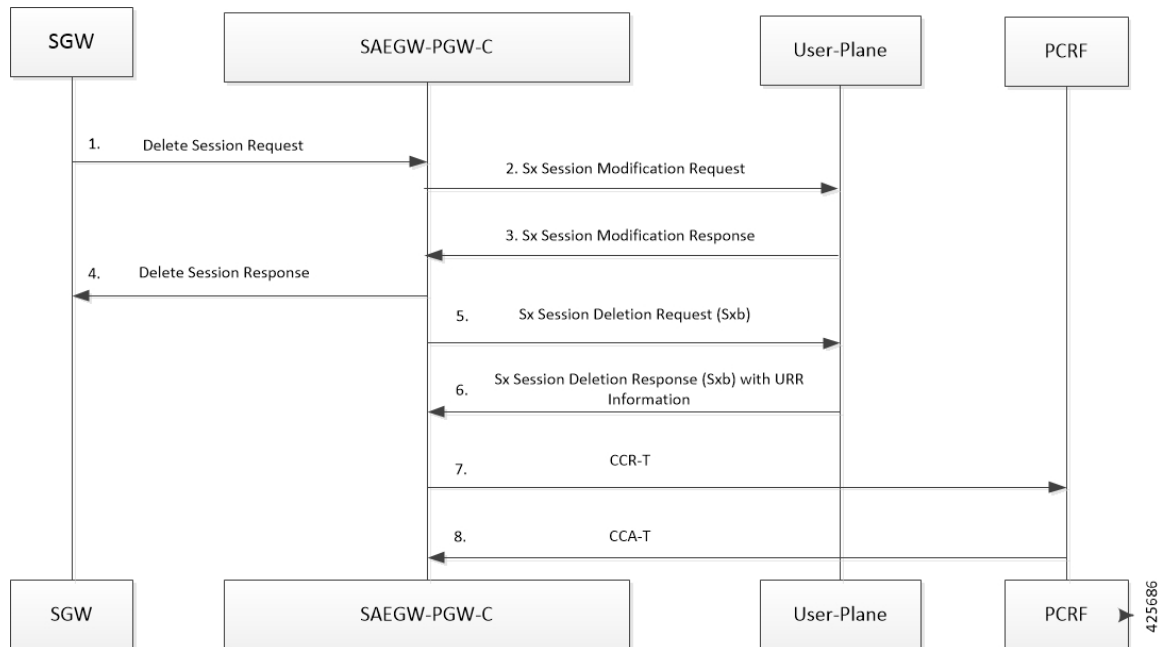 SGW
SAEGW-PGW-C
User-Plane
PCRF
1. Delete Session Request
2. Sx Session Modification Request
3. Sx Session Modification Response
4. Delete Session Response
5. Sx Session Deletion Request (Sxb)
6. Sx Session Deletion Response (Sxb) with URR
Information
7. CCR-T
8. CCA-T
SGW
SAEGW-PGW-C
User-Plane
PCRF
425686